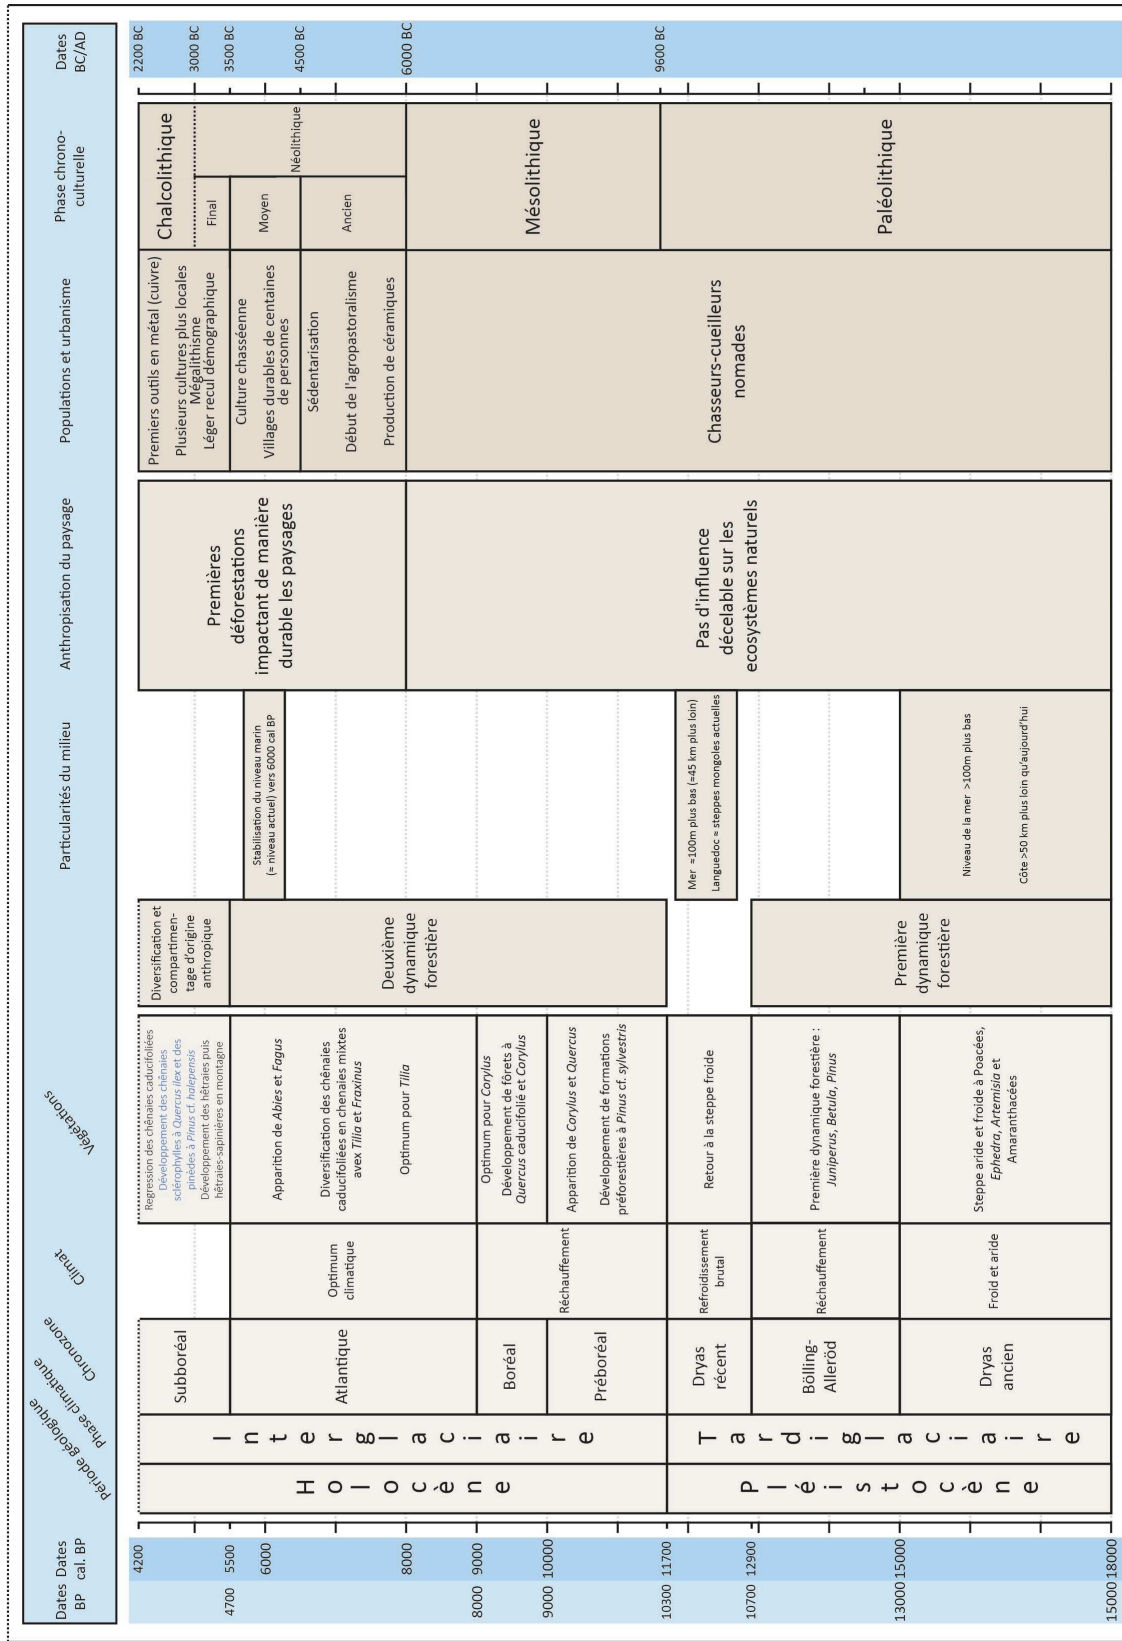 Dates BP
Dates cal. BP
Période géologique
Phase climatique
Chronozone
Climat
Végétations
Particularités du milieu
Anthropisation du paysage
Populations et urbanisme
Phase chrono-
culturelle
Dates
BC/AD
4700
8000
9000
10300
10700
13000
15000
4200
5500
6000
8000
9000
10000
11700
12900
15000
18000
Holocène
Pléistocène
Interglaciaire
Tardiglaciaire
Subboréal
Atlantique
Boréal
Préboréal
Dryas
récent
Bölling-
Alleröd
Dryas
ancien
Optimum
climatique
Réchauffement
Refroidissement
brutal
Réchauffement
Froid et aride
Regression des chênaies caducifoliées
Développement des chênaies
sclérophylles à Quercus ilex et des
pinèdes à Pinus cf. halepensis
Développement des hêtraies puis
hêtraies-sapinières en montagne
Apparition de Abies et Fagus
Diversification des chênaies
caducifoliées en chenaies mixtes
avex Tilia et Fraxinus
Optimum pour Tilia
Optimum pour Corylus
Développement de fôrets à
Quercus caducifolié et Corylus
Apparition de Corylus et Quercus
Développement de formations
préforestières à Pinus cf. sylvestris
Retour à la steppe froide
Première dynamique forestière :
Juniperus, Betula, Pinus
Steppe aride et froide à Poacées,
Ephedra, Artemisia et
Amaranthacées
Diversification et
compartimen-
tage d'origine
anthropique
Deuxième
dynamique
forestière
Première
dynamique
forestière
Stabilisation du niveau marin
(≈ niveau actuel) vers 6000 cal BP
Mer ≈100m plus bas (≈45 km plus loin)
Languedoc ≈ steppes mongoles actuelles
Niveau de la mer >100m plus bas
Côte >50 km plus loin qu'aujourd'hui
Premières
déforestations
impactant de manière
durable les paysages
Pas d'influence
décelable sur les
ecosystèmes naturels
Premiers outils en métal (cuivre)
Plusieurs cultures plus locales
Mégalithisme
Léger recul démographique
Culture chasséenne
Villages durables de centaines
de personnes
Sédentarisation
Début de l'agropastoralisme
Production de céramiques
Chasseurs-cueilleurs
nomades
Chalcolithique
Final
Moyen
Ancien
Néolithique
Mésolithique
Paléolithique
2200 BC
3000 BC
3500 BC
4500 BC
6000 BC
9600 BC